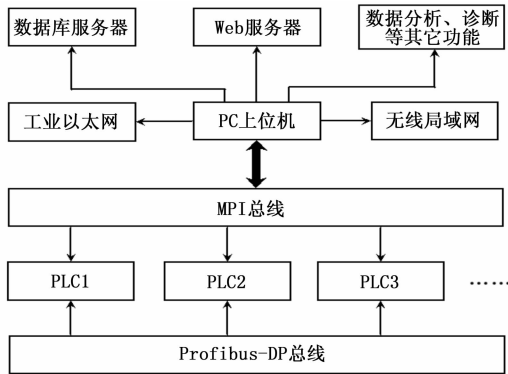 数据库服务器
Web服务器
数据分析、诊断
等其它功能
工业以太网
PC上位机
无线局域网
MPI总线
PLC1
PLC2
PLC3
……
Profibus-DP总线